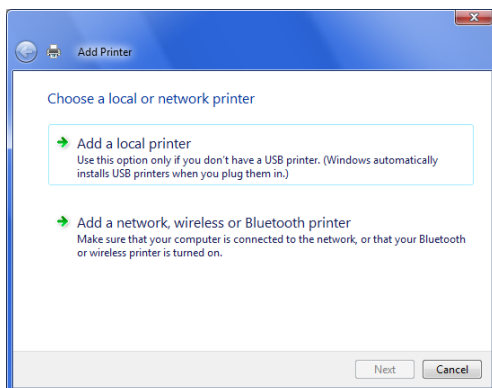 Add Printer
Choose a local or network printer
Add a local printer
Use this option only if you don't have a USB printer. (Windows automatically
installs USB printers when you plug them in.)
Add a network, wireless or Bluetooth printer
Make sure that your computer is connected to the network, or that your Bluetooth
or wireless printer is turned on.
Next Cancel